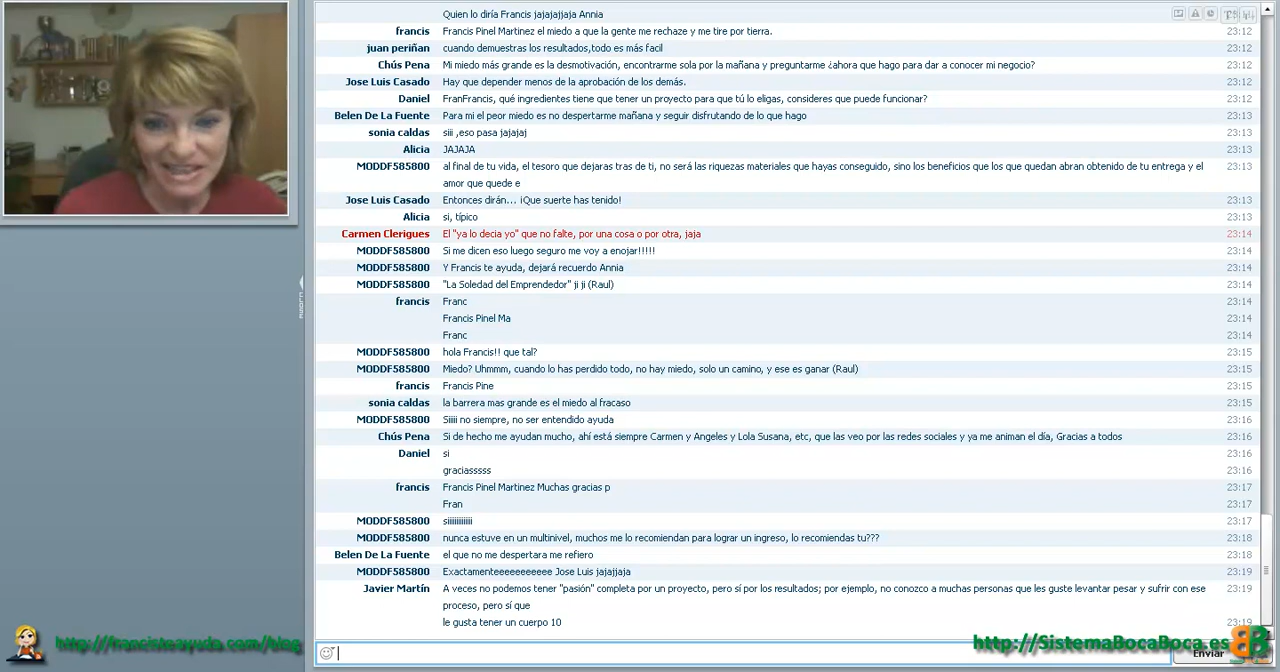 Quien lo diría Francis jajajajjaja Annia
francis Francis Pinel Martinez el miedo a que la gente me rechaze y me tire por tierra. 23:12
juan periñan cuando demuestras los resultados,todo es más facil 23:12
Chús Pena Mi miedo más grande es la desmotivación, encontrarme sola por la mañana y preguntarme ¿ahora que hago para dar a conocer mi negocio? 23:12
Jose Luis Casado Hay que depender menos de la aprobación de los demás. 23:12
Daniel FranFrancis, qué ingredientes tiene que tener un proyecto para que tú lo eligas, consideres que puede funcionar? 23:12
Belen De La Fuente Para mi el peor miedo es no despertarme mañana y seguir disfrutando de lo que hago 23:13
sonia caldas siii ,eso pasa jajajaj 23:13
Alicia JAJAJA 23:13
MODDF585800 al final de tu vida, el tesoro que dejaras tras de ti, no será las riquezas materiales que hayas conseguido, sino los beneficios que los que quedan abran obtenido de tu entrega y el 23:13
amor que quede e
Jose Luis Casado Entonces dirán... ¡Que suerte has tenido! 23:13
Alicia si, típico 23:13
Carmen Clerigues El "ya lo decia yo" que no falte, por una cosa o por otra, jaja 23:14
MODDF585800 Si me dicen eso luego seguro me voy a enojar!!!!! 23:14
MODDF585800 Y Francis te ayuda, dejará recuerdo Annia 23:14
MODDF585800 "La Soledad del Emprendedor" ji ji (Raul) 23:14
francis Franc 23:14
Francis Pinel Ma 23:14
Franc 23:14
MODDF585800 hola Francis!! que tal? 23:15
MODDF585800 Miedo? Uhmmm, cuando lo has perdido todo, no hay miedo, solo un camino, y ese es ganar (Raul) 23:15
francis Francis Pine 23:15
sonia caldas la barrera mas grande es el miedo al fracaso 23:15
MODDF585800 Siiii no siempre, no ser entendido ayuda 23:16
Chús Pena Si de hecho me ayudan mucho, ahí está siempre Carmen y Angeles y Lola Susana, etc, que las veo por las redes sociales y ya me animan el día, Gracias a todos 23:16
Daniel si 23:16
graciasssss 23:16
francis Francis Pinel Martinez Muchas gracias p 23:17
Fran 23:17
MODDF585800 siiiiiiiiiii 23:17
MODDF585800 nunca estuve en un multinivel, muchos me lo recomiendan para lograr un ingreso, lo recomiendas tu??? 23:18
Belen De La Fuente el que no me despertara me refiero 23:18
MODDF585800 Exactamenteeeeeeeeeee Jose Luis jajajjaja 23:19
Javier Martín A veces no podemos tener "pasión" completa por un proyecto, pero sí por los resultados; por ejemplo, no conozco a muchas personas que les guste levantar pesar y sufrir con ese 23:19
proceso, pero sí que
le gusta tener un cuerpo 10 23:19
http://francisteayuda.com/blog
http://SistemaBocaBoca.es
Enviar